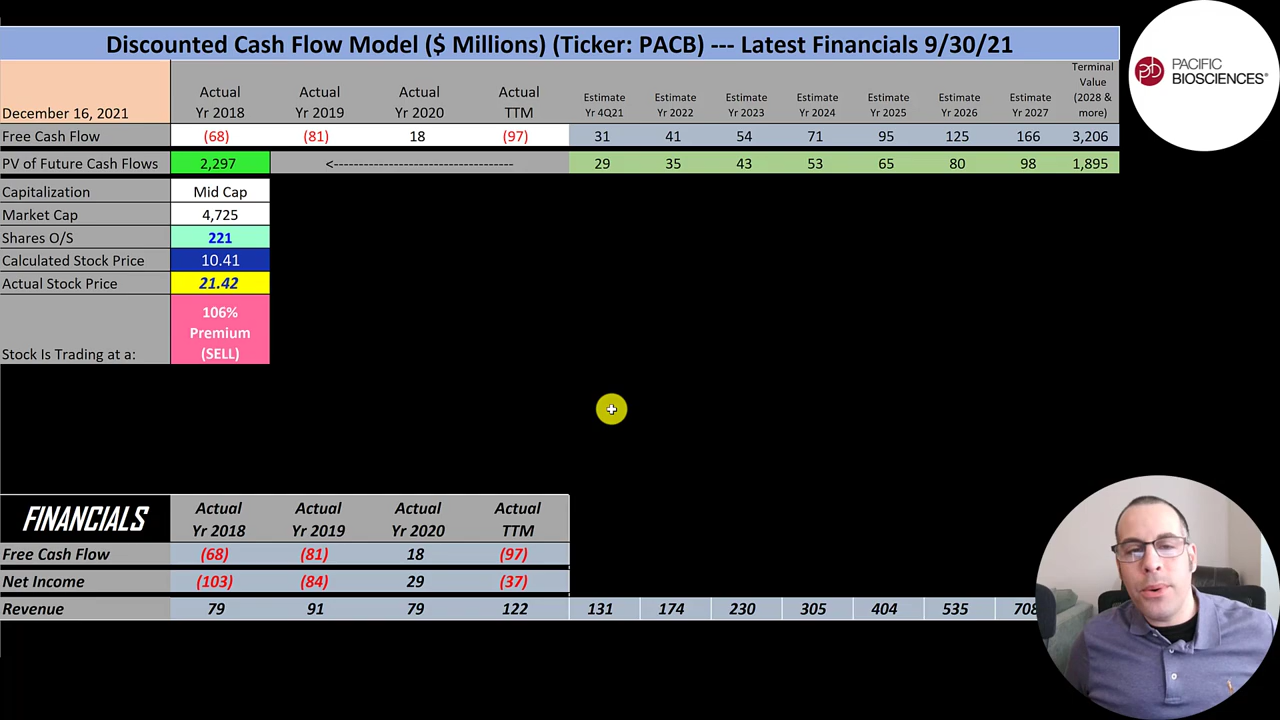 Discounted Cash Flow Model ($ Millions) (Ticker: PACB) --- Latest Financials 9/30/21
PACIFIC
BIOSCIENCES®
December 16, 2021 Actual Yr 2018 Actual Yr 2019 Actual Yr 2020 Actual TTM Estimate Yr 4Q21 Estimate Yr 2022 Estimate Yr 2023 Estimate Yr 2024 Estimate Yr 2025 Estimate Yr 2026 Estimate Yr 2027 Terminal Value (2028 & more)
Free Cash Flow (68) (81) 18 (97) 31 41 54 71 95 125 166 3,206
PV of Future Cash Flows 2,297 <------------------------------------ 29 35 43 53 65 80 98 1,895
Capitalization Mid Cap
Market Cap 4,725
Shares O/S 221
Calculated Stock Price 10.41
Actual Stock Price 21.42
Stock Is Trading at a: 106% Premium (SELL)
FINANCIALS Actual Yr 2018 Actual Yr 2019 Actual Yr 2020 Actual TTM
Free Cash Flow (68) (81) 18 (97)
Net Income (103) (84) 29 (37)
Revenue 79 91 79 122 131 174 230 305 404 535 708